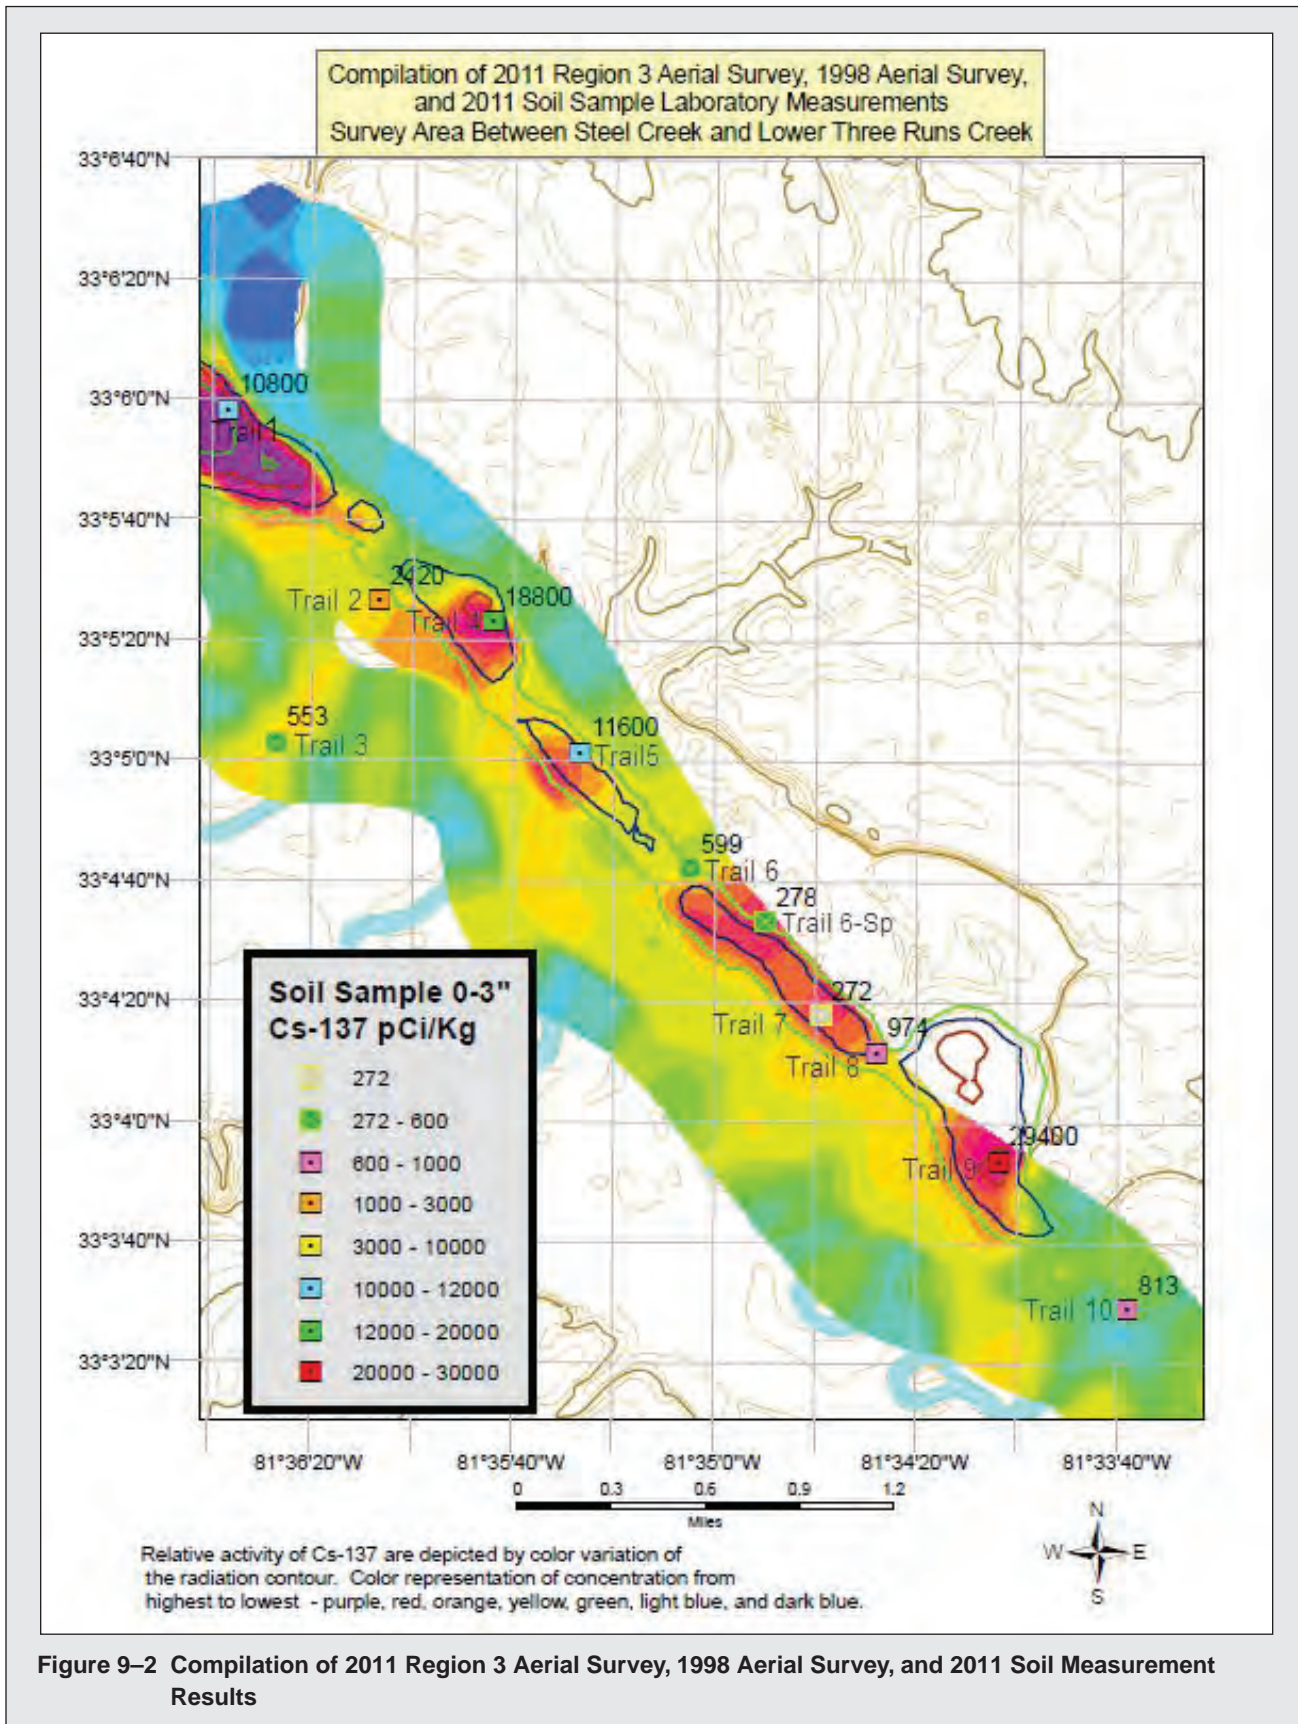 Compilation of 2011 Region 3 Aerial Survey, 1998 Aerial Survey,
and 2011 Soil Sample Laboratory Measurements
Survey Area Between Steel Creek and Lower Three Runs Creek
33°6'40"N
33°6'20"N
33°6'0"N
33°5'40"N
33°5'20"N
33°5'0"N
33°4'40"N
33°4'20"N
33°4'0"N
33°3'40"N
33°3'20"N
10800
Trail 1
2420
Trail 2
18800
Trail 4
553
Trail 3
11600
Trail5
599
Trail 6
278
Trail 6-Sp
272
Trail 7
974
Trail 8
29400
Trail 9
813
Trail 10
Soil Sample 0-3"
Cs-137 pCi/Kg
272
272 - 600
600 - 1000
1000 - 3000
3000 - 10000
10000 - 12000
12000 - 20000
20000 - 30000
81°36'20"W 81°35'40"W 81°35'0"W 81°34'20"W 81°33'40"W
0 0.3 0.6 0.9 1.2
Miles
N
W E
S
Relative activity of Cs-137 are depicted by color variation of
the radiation contour. Color representation of concentration from
highest to lowest - purple, red, orange, yellow, green, light blue, and dark blue.
Figure 9–2 Compilation of 2011 Region 3 Aerial Survey, 1998 Aerial Survey, and 2011 Soil Measurement
Results